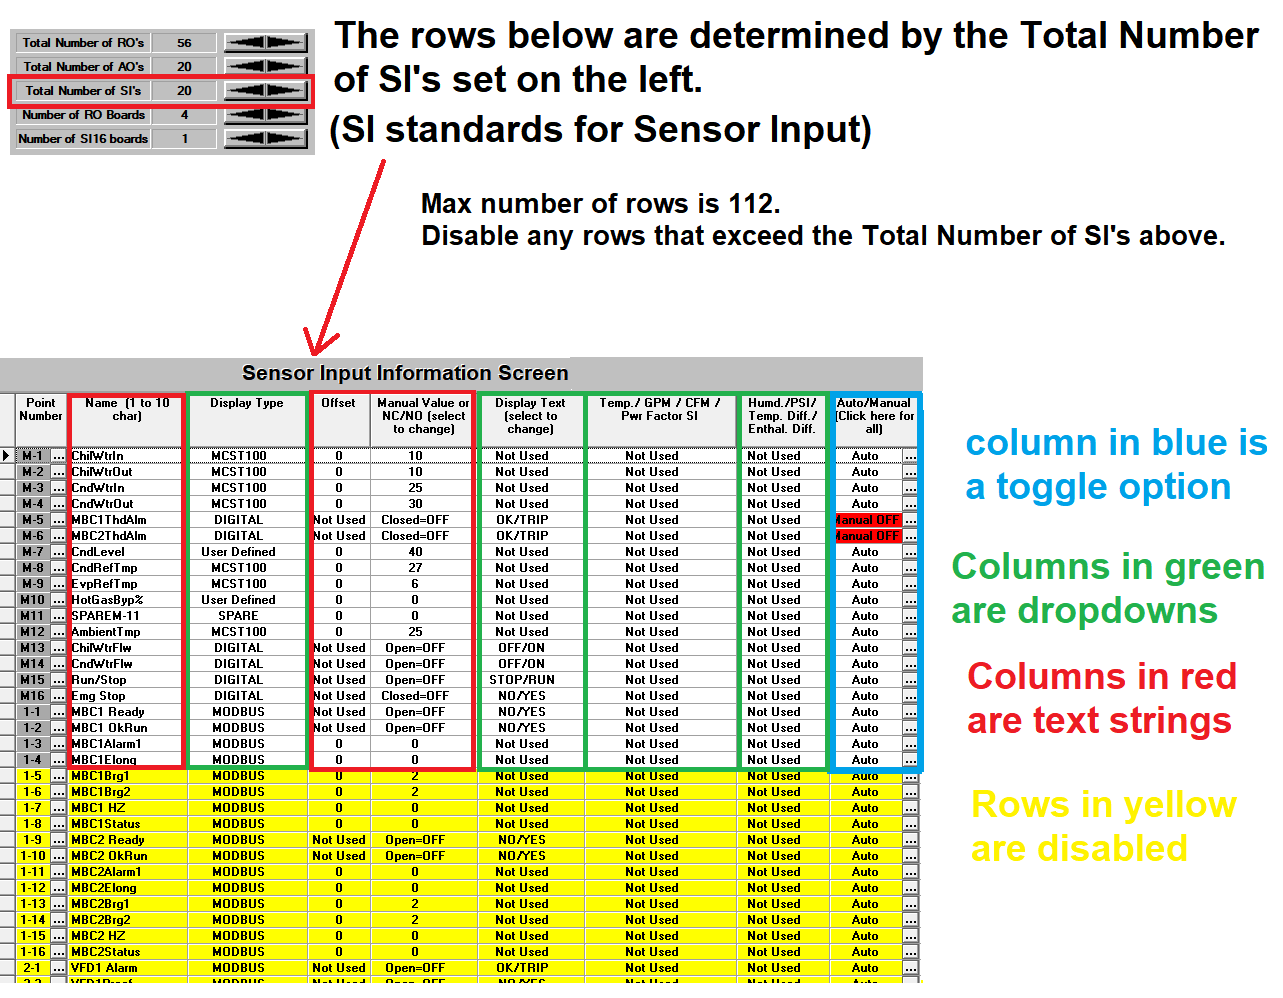 Total Number of RO's 56
Total Number of AO's 20
Total Number of SI's 20
Number of RO Boards 4
Number of SI16 boards 1
The rows below are determined by the Total Number
of SI's set on the left.
(SI standards for Sensor Input)
Max number of rows is 112.
Disable any rows that exceed the Total Number of SI's above.
Sensor Input Information Screen
Point Number Name (1 to 10 char) Display Type Offset Manual Value or NC/NO (select to change) Display Text (select to change) Temp./ GPM / CFM / Pwr Factor SI Humd./PSI/ Temp. Diff./ Enthal. Diff. Auto/Manual (Click here for all)
M-1 ... ChilWtrIn MCST100 0 10 Not Used Not Used Not Used Auto ...
M-2 ... ChilWtrOut MCST100 0 10 Not Used Not Used Not Used Auto ...
M-3 ... CndWtrIn MCST100 0 25 Not Used Not Used Not Used Auto ...
M-4 ... CndWtrOut MCST100 0 30 Not Used Not Used Not Used Auto ...
M-5 ... MBC1ThdAlm DIGITAL Not Used Closed=OFF OK/TRIP Not Used Not Used Manual OFF ...
M-6 ... MBC2ThdAlm DIGITAL Not Used Closed=OFF OK/TRIP Not Used Not Used Manual OFF ...
M-7 ... CndLevel User Defined 0 40 Not Used Not Used Not Used Auto ...
M-8 ... CndRefTmp MCST100 0 27 Not Used Not Used Not Used Auto ...
M-9 ... EvpRefTmp MCST100 0 6 Not Used Not Used Not Used Auto ...
M10 ... HotGasByp% User Defined 0 0 Not Used Not Used Not Used Auto ...
M11 ... SPAREM-11 SPARE 0 0 Not Used Not Used Not Used Auto ...
M12 ... AmbientTmp MCST100 0 25 Not Used Not Used Not Used Auto ...
M13 ... ChilWtrFlw DIGITAL Not Used Open=OFF OFF/ON Not Used Not Used Auto ...
M14 ... CndWtrFlw DIGITAL Not Used Open=OFF OFF/ON Not Used Not Used Auto ...
M15 ... Run/Stop DIGITAL Not Used Open=OFF STOP/RUN Not Used Not Used Auto ...
M16 ... Emg Stop DIGITAL Not Used Closed=OFF NO/YES Not Used Not Used Auto ...
1-1 ... MBC1 Ready MODBUS Not Used Open=OFF NO/YES Not Used Not Used Auto ...
1-2 ... MBC1 OkRun MODBUS Not Used Open=OFF NO/YES Not Used Not Used Auto ...
1-3 ... MBC1Alarm1 MODBUS 0 0 Not Used Not Used Not Used Auto ...
1-4 ... MBC1Elong MODBUS 0 0 Not Used Not Used Not Used Auto ...
1-5 ... MBC1Brg1 MODBUS 0 2 Not Used Not Used Not Used Auto ...
1-6 ... MBC1Brg2 MODBUS 0 2 Not Used Not Used Not Used Auto ...
1-7 ... MBC1 HZ MODBUS 0 0 Not Used Not Used Not Used Auto ...
1-8 ... MBC1Status MODBUS 0 0 Not Used Not Used Not Used Auto ...
1-9 ... MBC2 Ready MODBUS Not Used Open=OFF NO/YES Not Used Not Used Auto ...
1-10 ... MBC2 OkRun MODBUS Not Used Open=OFF NO/YES Not Used Not Used Auto ...
1-11 ... MBC2Alarm1 MODBUS 0 0 Not Used Not Used Not Used Auto ...
1-12 ... MBC2Elong MODBUS 0 0 Not Used Not Used Not Used Auto ...
1-13 ... MBC2Brg1 MODBUS 0 2 Not Used Not Used Not Used Auto ...
1-14 ... MBC2Brg2 MODBUS 0 2 Not Used Not Used Not Used Auto ...
1-15 ... MBC2 HZ MODBUS 0 0 Not Used Not Used Not Used Auto ...
1-16 ... MBC2Status MODBUS 0 0 Not Used Not Used Not Used Auto ...
2-1 ... VFD1 Alarm MODBUS Not Used Open=OFF OK/TRIP Not Used Not Used Auto ...
column in blue is
a toggle option
Columns in green
are dropdowns
Columns in red
are text strings
Rows in yellow
are disabled